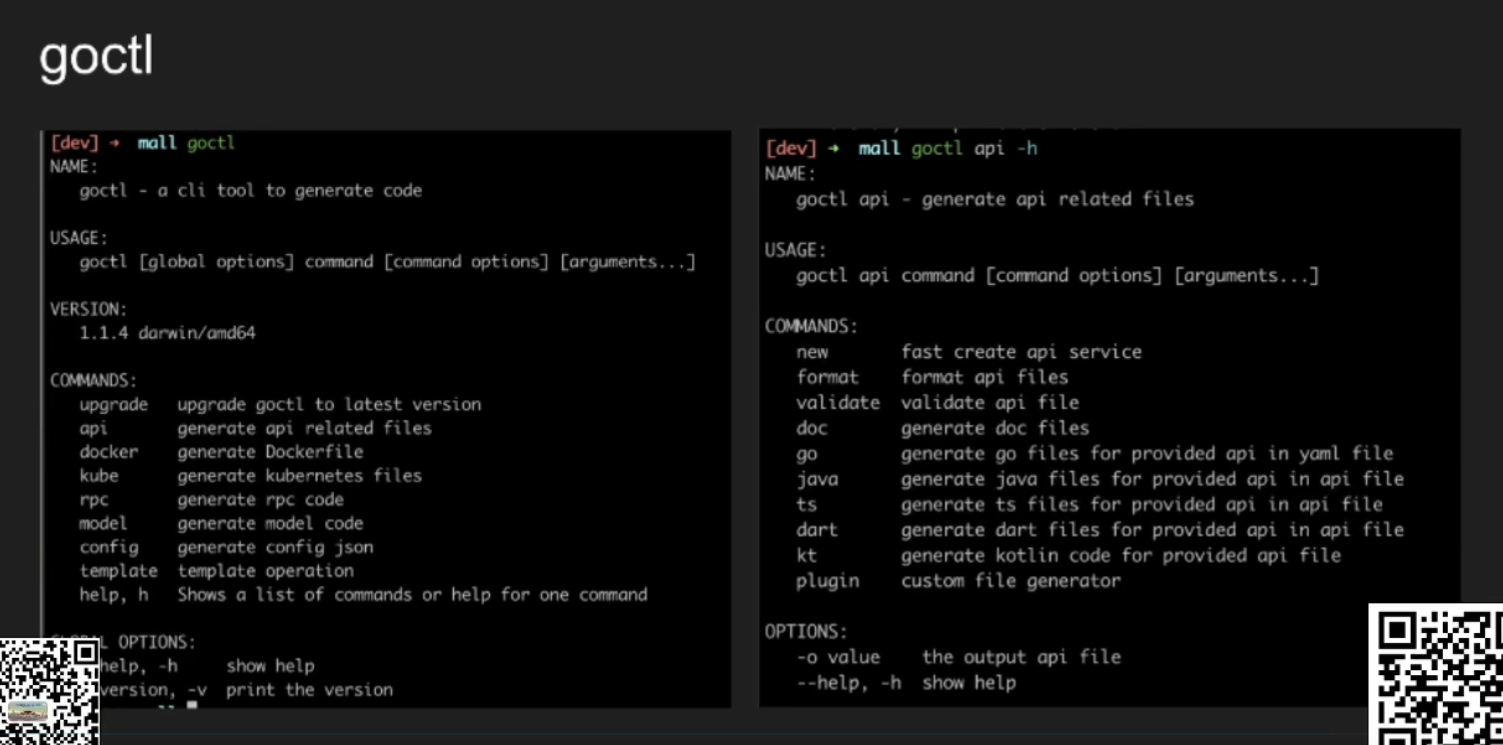 goctl
[dev] → mall goctl
NAME:
goctl - a cli tool to generate code
USAGE:
goctl [global options] command [command options] [arguments...]
VERSION:
1.1.4 darwin/amd64
COMMANDS:
upgrade upgrade goctl to latest version
api generate api related files
docker generate Dockerfile
kube generate kubernetes files
rpc generate rpc code
model generate model code
config generate config json
template template operation
help, h Shows a list of commands or help for one command
OPTIONS:
help, -h show help
version, -v print the version
[dev] → mall goctl api -h
NAME:
goctl api - generate api related files
USAGE:
goctl api command [command options] [arguments...]
COMMANDS:
new fast create api service
format format api files
validate validate api file
doc generate doc files
go generate go files for provided api in yaml file
java generate java files for provided api in api file
ts generate ts files for provided api in api file
dart generate dart files for provided api in api file
kt generate kotlin code for provided api file
plugin custom file generator
OPTIONS:
-o value the output api file
--help, -h show help